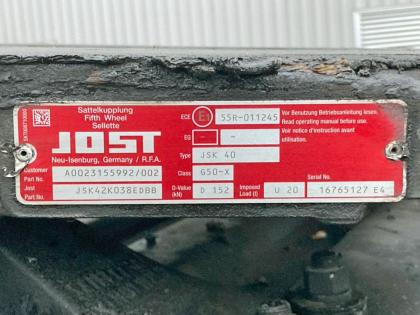 Sattelkupplung
Fifth Wheel
Sellette
JOST
Neu-Isenburg, Germany / R.F.A.
ECE E1 55R-011245
EG - -
Type JSK 40
Vor Benutzung Betriebsanleitung lesen.
Read operating manual before use.
Voir notice d'instruction avant utilisation.
Customer Part No. A0023155992/002
Class G50-X
Jost Part No. JSK42K038EDBB
D-Value (kN) D 152
Imposed Load (t) U 20
Serial No.
16765127 E4